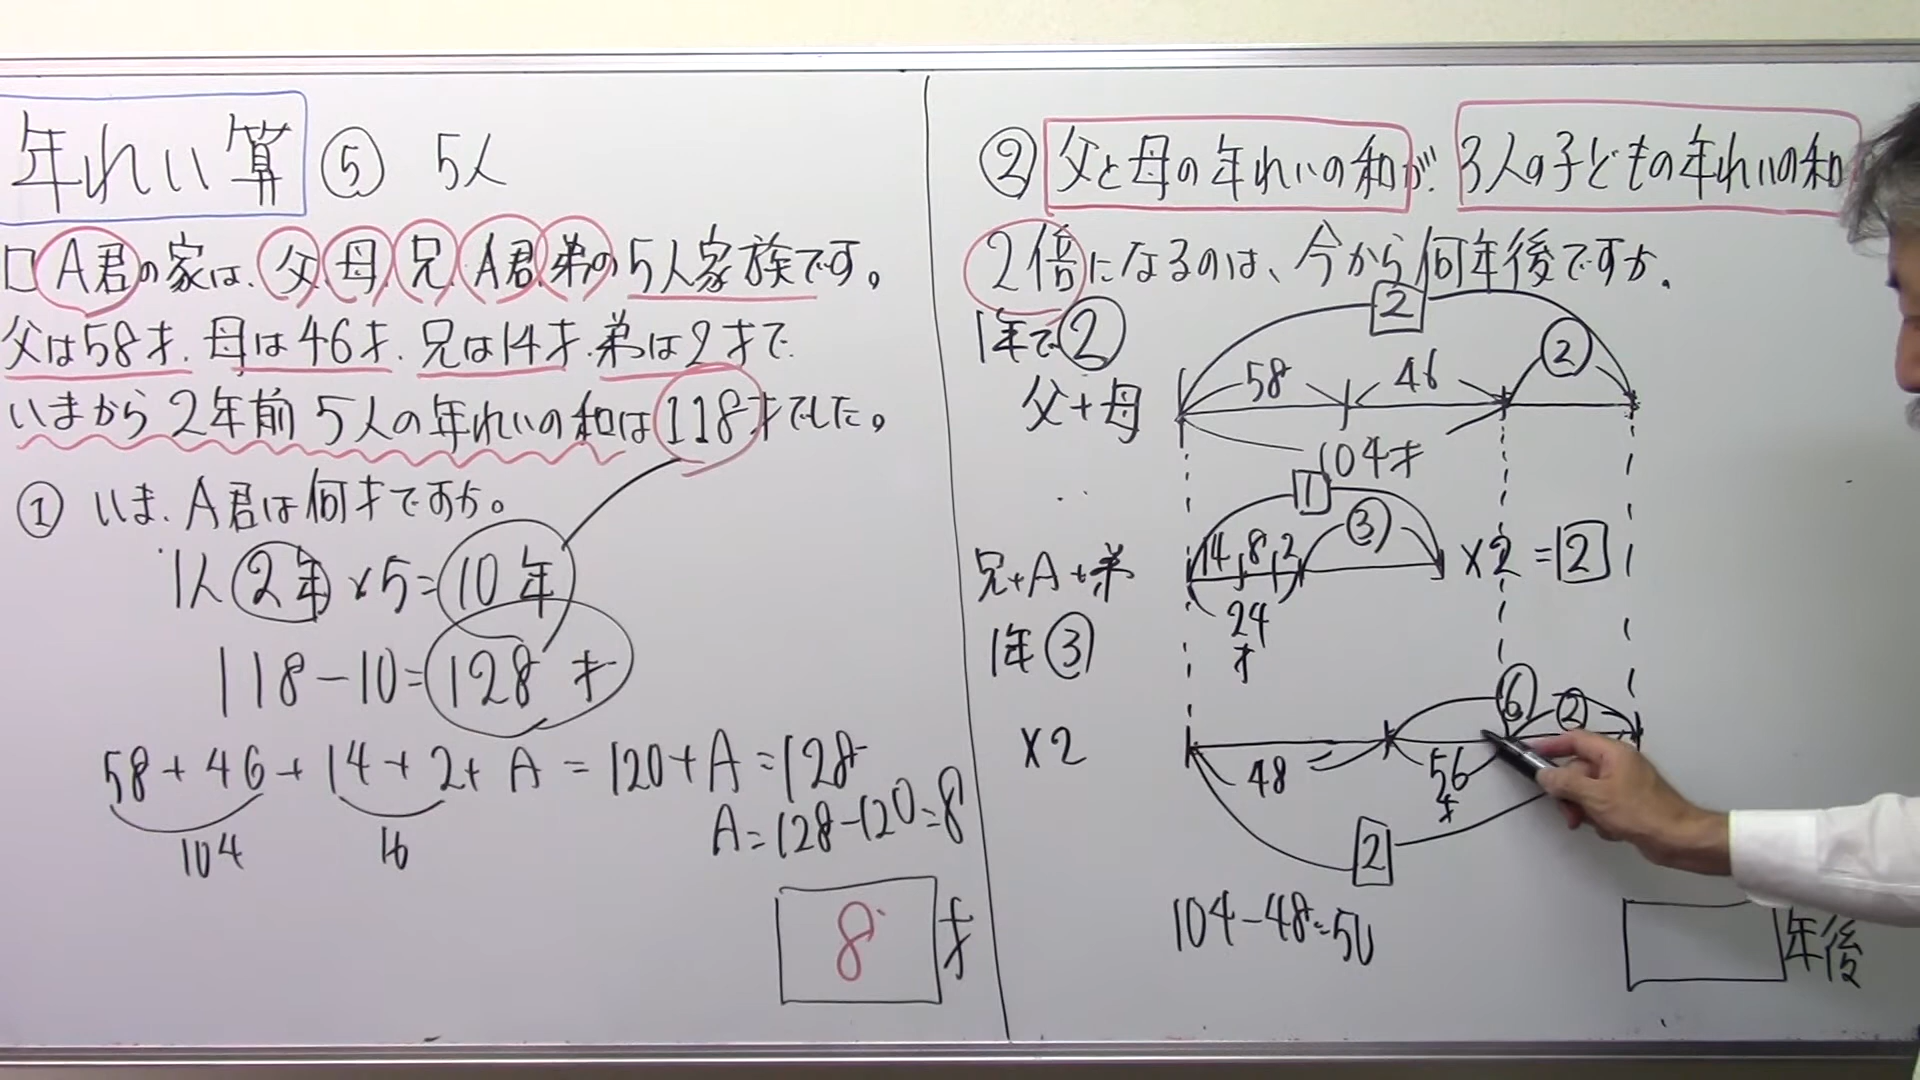 年れい算 ⑤ 5人
□A君の家は、父、母、兄、A君、弟の5人家族です。
父は58才、母は46才、兄は14才、弟は2才で、
いまから2年前5人の年れいの和は118才でした。
① いま、A君は何才ですか。
1人2年×5=10年
118-10=128才
58+46+14+2+A=120+A=128
104 16
A=128-120=8
8才
② 父と母の年れいの和が、3人の子どもの年れいの和
2倍になるのは、今から何年後ですか。
1年で②
2
父+母 58 46 ②
104才
1
兄+A+弟 14 8 2 ③ ×2=2
24才
1年③
×2 48 ⑥ ②
56才
2
104-48=56
年後